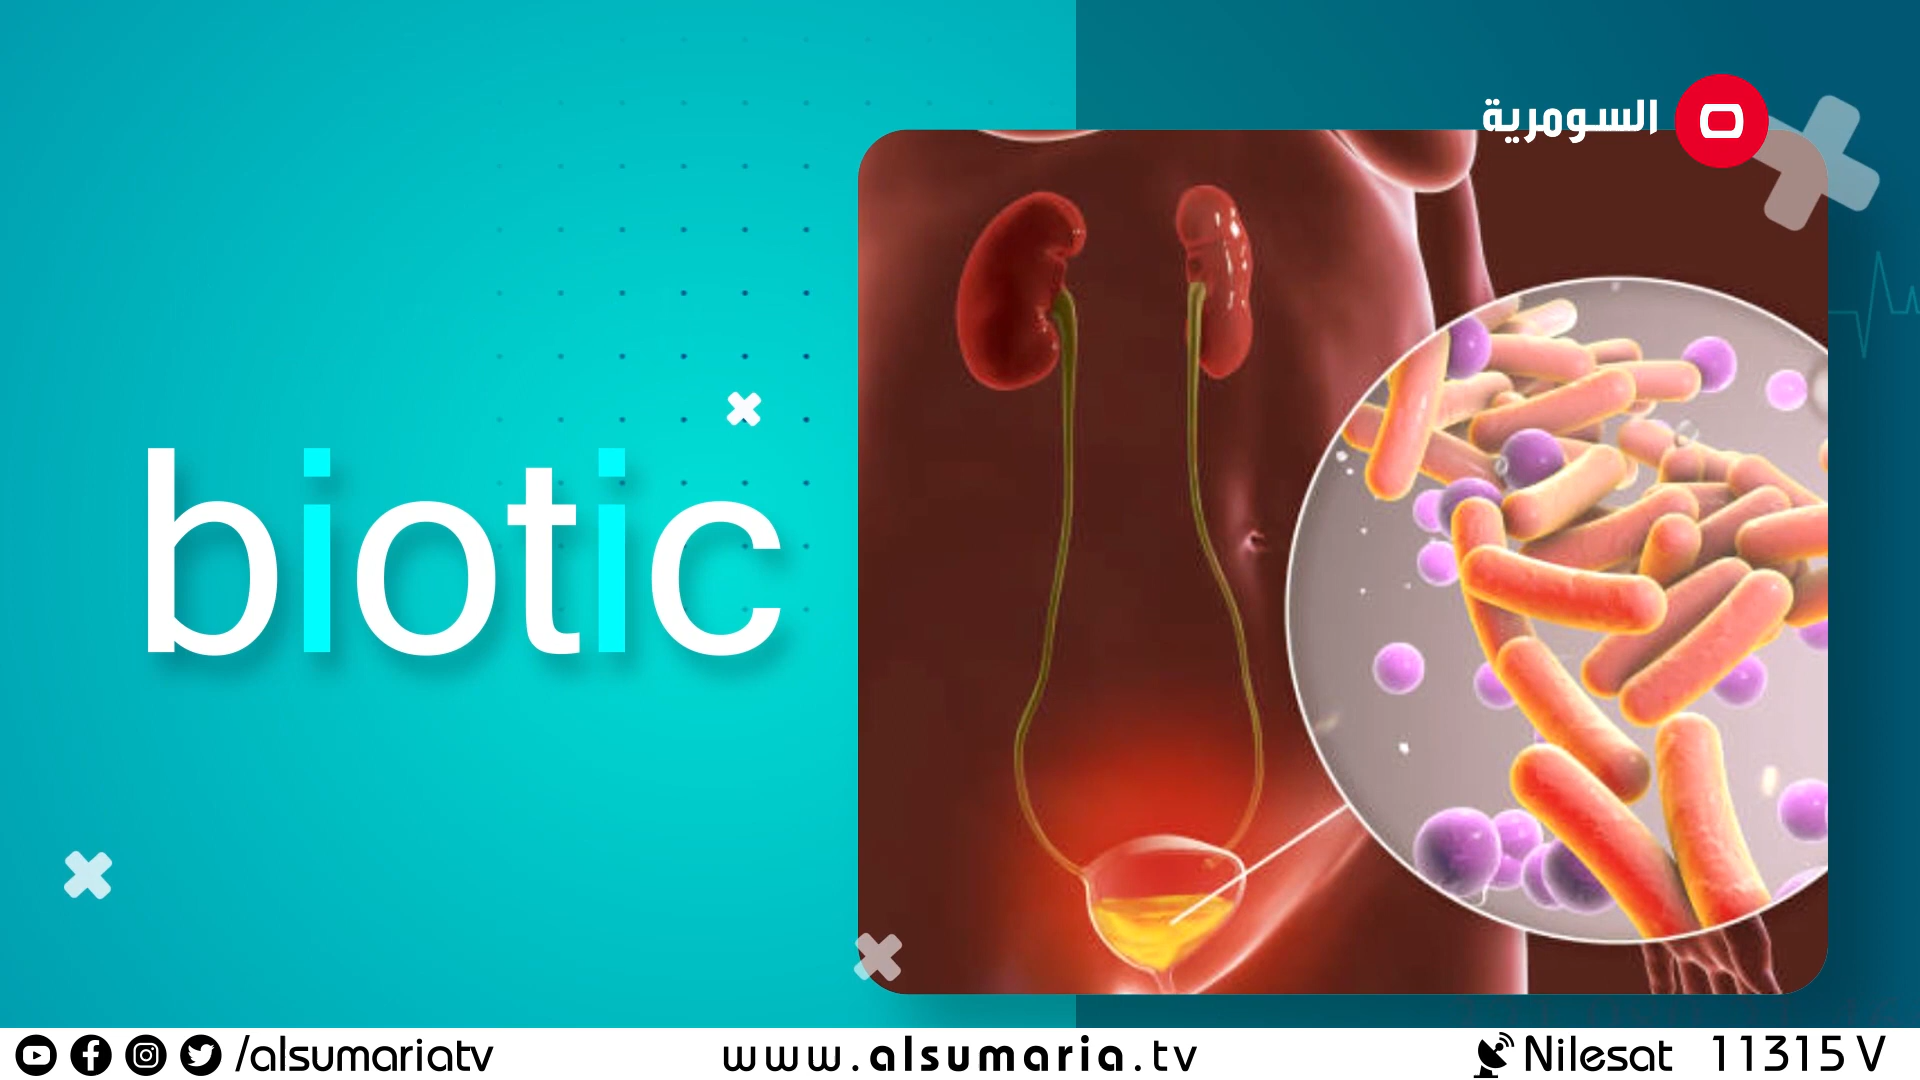 السومرية
biotic
/alsumariatv
www.alsumaria.tv
Nilesat 11315 V